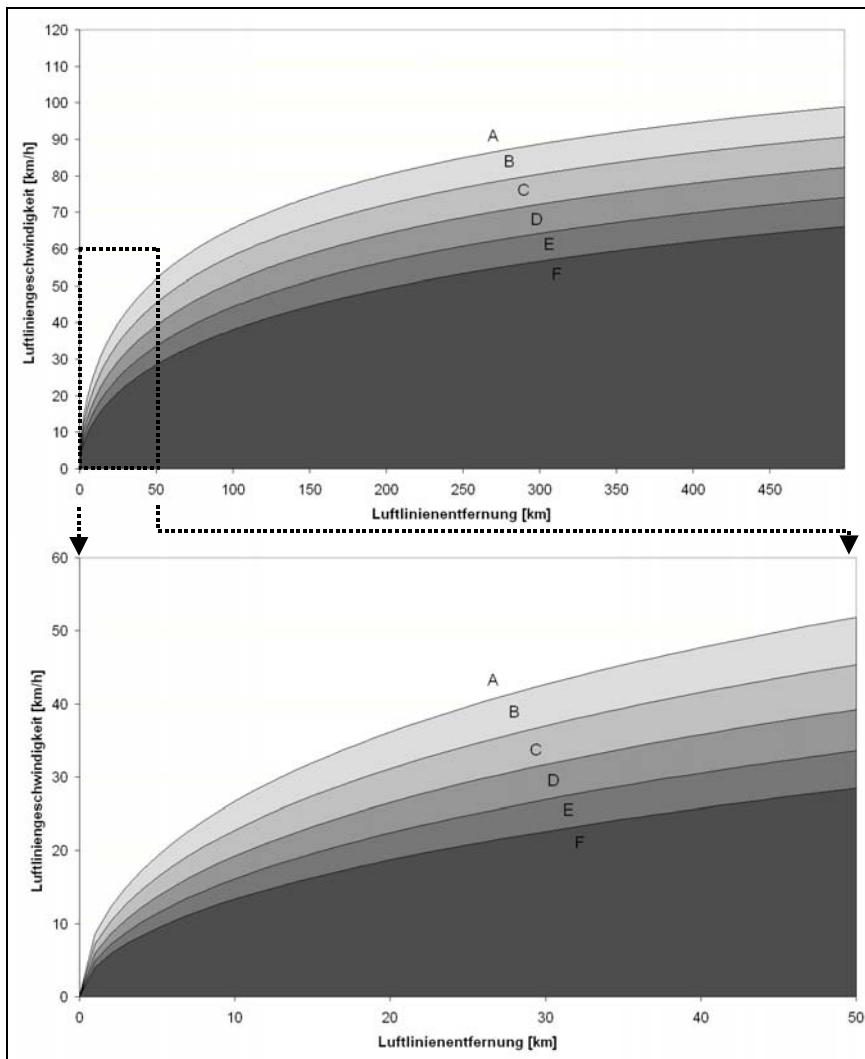 120
110
100
90
80
70
60
50
40
30
20
10
0
Luftliniengeschwindigkeit [km/h]
A
B
C
D
E
F
0 50 100 150 200 250 300 350 400 450
Luftlinienentfernung [km]
60
50
40
30
20
10
0
Luftliniengeschwindigkeit [km/h]
A
B
C
D
E
F
0 10 20 30 40 50
Luftlinienentfernung [km]